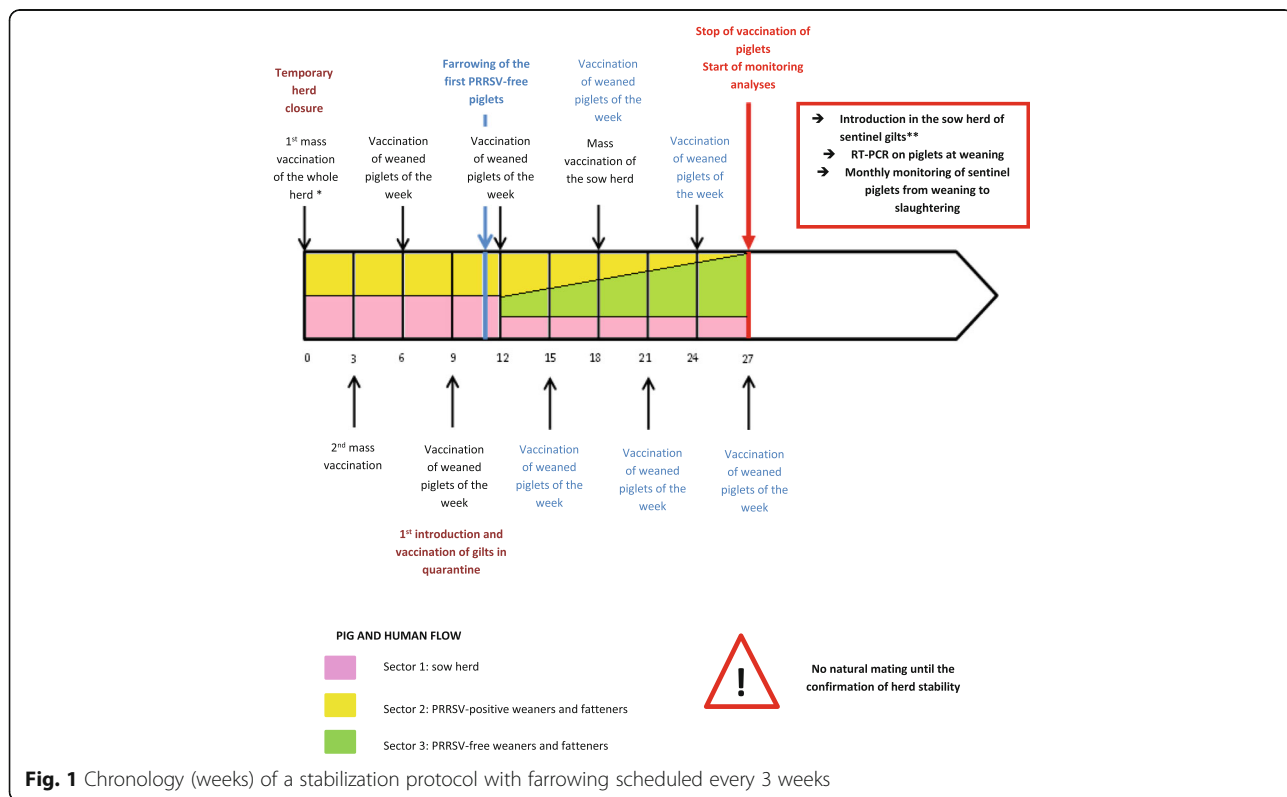 Temporary
herd
closure
1st mass
vaccination
of the whole
herd *
Vaccination
of weaned
piglets of the
week
Farrowing of the
first PRRSV-free
piglets
Vaccination
of weaned
piglets of the
week
Vaccination
of weaned
piglets of the
week
Mass
vaccination of
the sow herd
Vaccination
of weaned
piglets of
the week
Stop of vaccination of
piglets
Start of monitoring
analyses
➔ Introduction in the sow herd of
sentinel gilts**
➔ RT-PCR on piglets at weaning
➔ Monthly monitoring of sentinel
piglets from weaning to
slaughtering
0 3 6 9 12 15 18 21 24 27
2nd mass
vaccination
Vaccination
of weaned
piglets of the
week
1st introduction and
vaccination of gilts in
quarantine
Vaccination
of weaned
piglets of the
week
Vaccination
of weaned
piglets of the
week
Vaccination
of weaned
piglets of the
week
PIG AND HUMAN FLOW
Sector 1: sow herd
Sector 2: PRRSV-positive weaners and fatteners
Sector 3: PRRSV-free weaners and fatteners
!
No natural mating until the
confirmation of herd stability
Fig. 1 Chronology (weeks) of a stabilization protocol with farrowing scheduled every 3 weeks